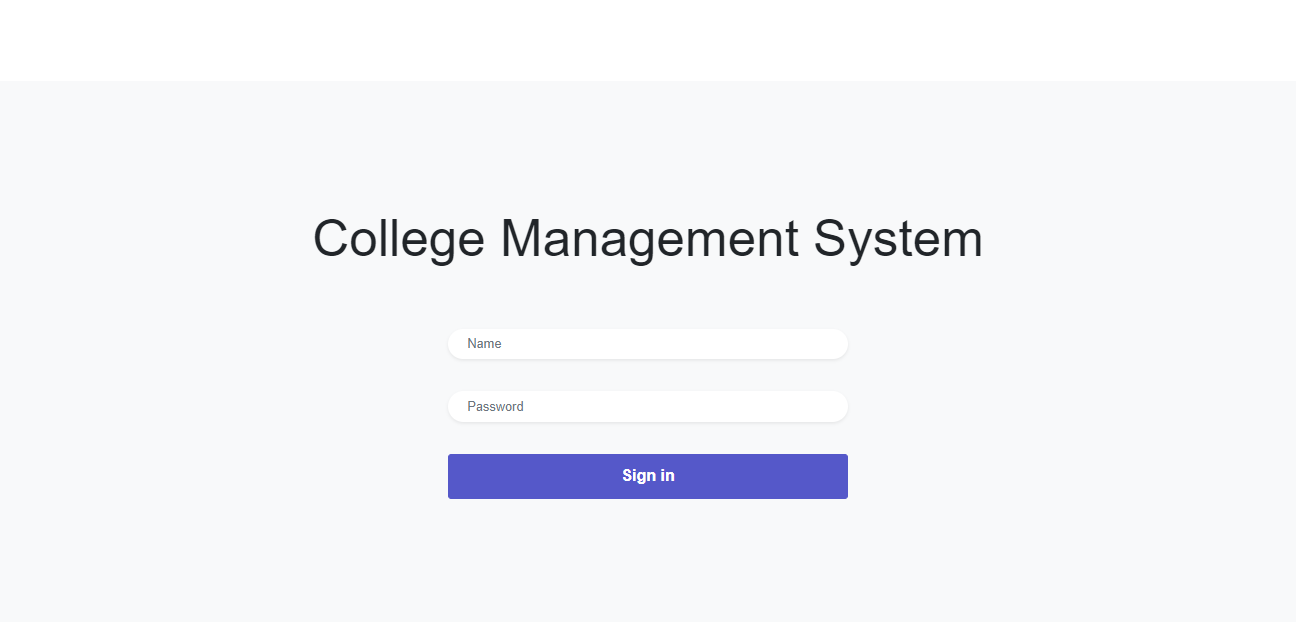 College Management System
Name
Password
Sign in